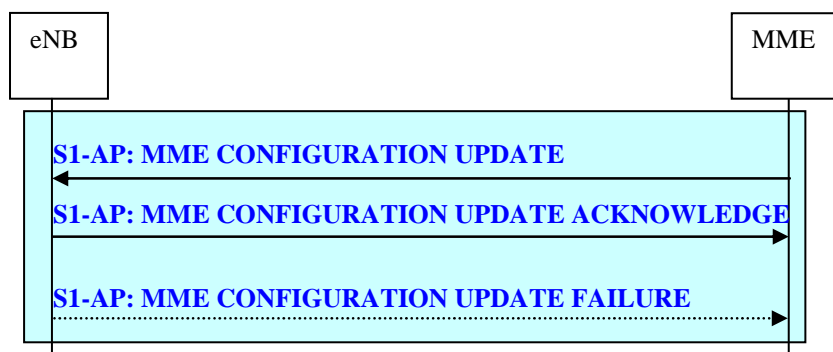 eNB
MME
S1-AP: MME CONFIGURATION UPDATE
S1-AP: MME CONFIGURATION UPDATE ACKNOWLEDGE
S1-AP: MME CONFIGURATION UPDATE FAILURE